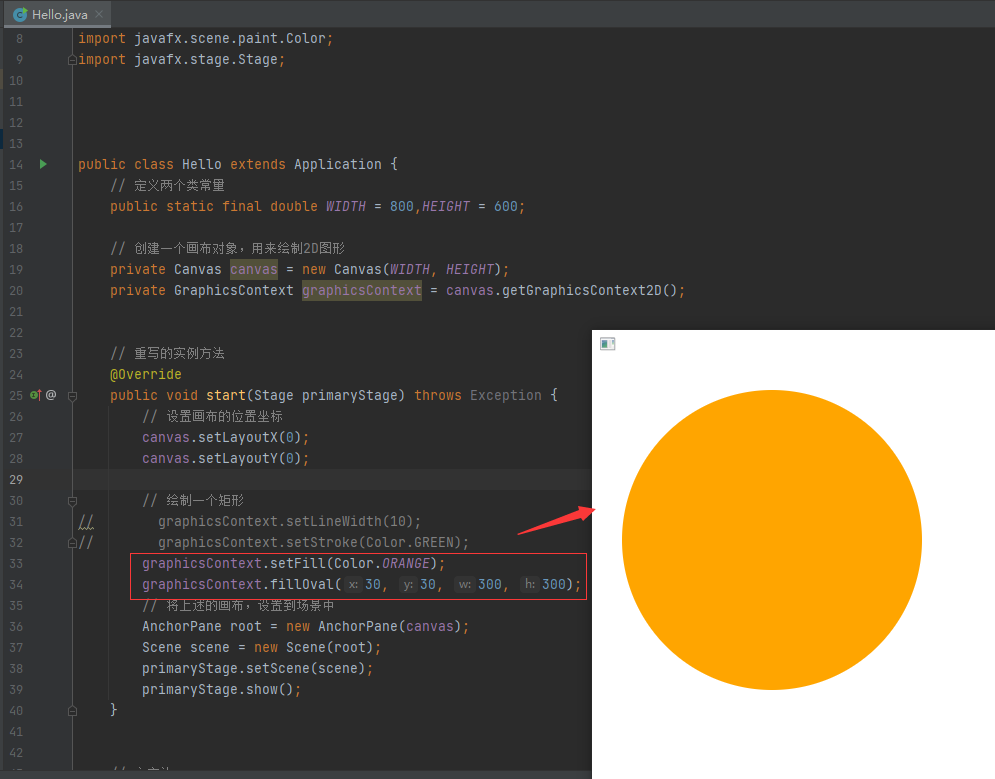 Hello.java
8 import javafx.scene.paint.Color;
9 import javafx.stage.Stage;
10
11
12
13
14 public class Hello extends Application {
15 // 定义两个类常量
16 public static final double WIDTH = 800,HEIGHT = 600;
17
18 // 创建一个画布对象，用来绘制2D图形
19 private Canvas canvas = new Canvas(WIDTH, HEIGHT);
20 private GraphicsContext graphicsContext = canvas.getGraphicsContext2D();
21
22
23 // 重写的实例方法
24 @Override
25 @ public void start(Stage primaryStage) throws Exception {
26 // 设置画布的位置坐标
27 canvas.setLayoutX(0);
28 canvas.setLayoutY(0);
29
30 // 绘制一个矩形
31 // graphicsContext.setLineWidth(10);
32 // graphicsContext.setStroke(Color.GREEN);
33 graphicsContext.setFill(Color.ORANGE);
34 graphicsContext.fillOval( x: 30, y: 30, w: 300, h: 300);
35 // 将上述的画布，设置到场景中
36 AnchorPane root = new AnchorPane(canvas);
37 Scene scene = new Scene(root);
38 primaryStage.setScene(scene);
39 primaryStage.show();
40 }
41
42